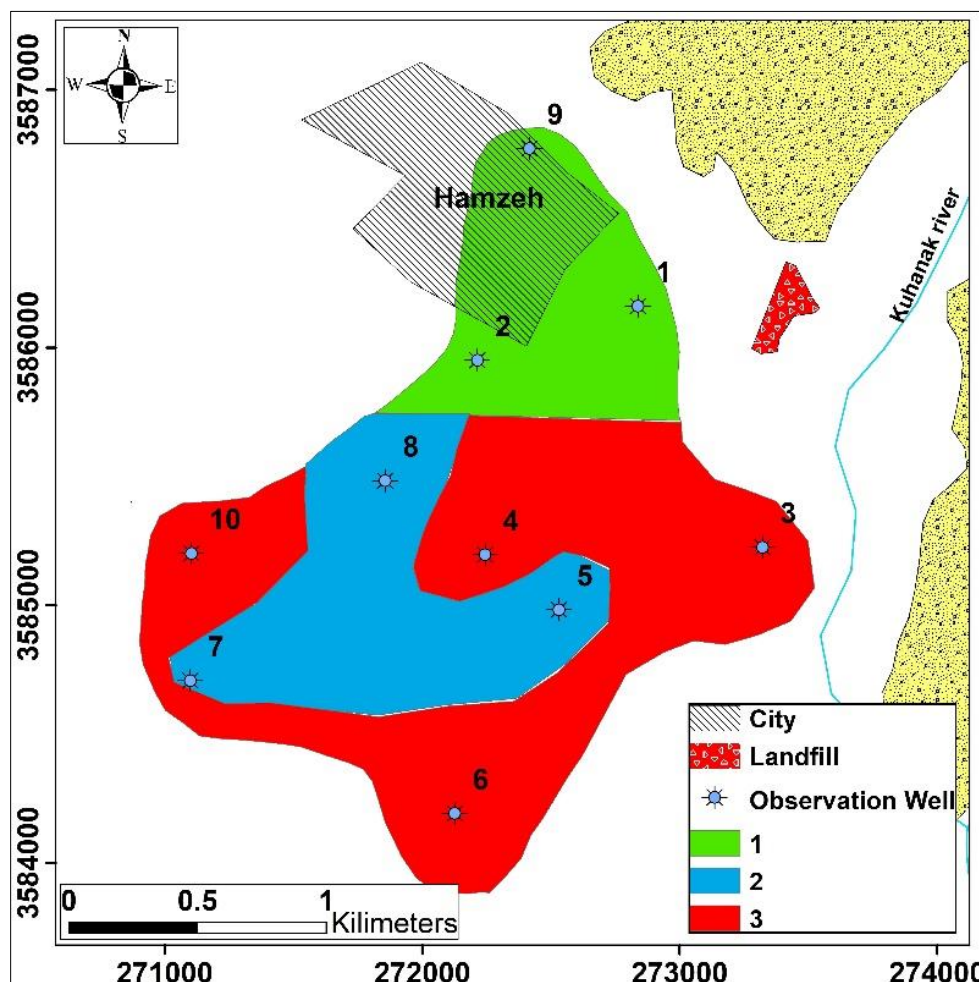 N
W E
S
3587000
3586000
3585000
3584000
9
Hamzeh
1
2
Kuhanak river
8
10
4
3
5
7
6
City
Landfill
Observation Well
1
2
3
0 0.5 1
Kilimeters
271000 272000 273000 274000